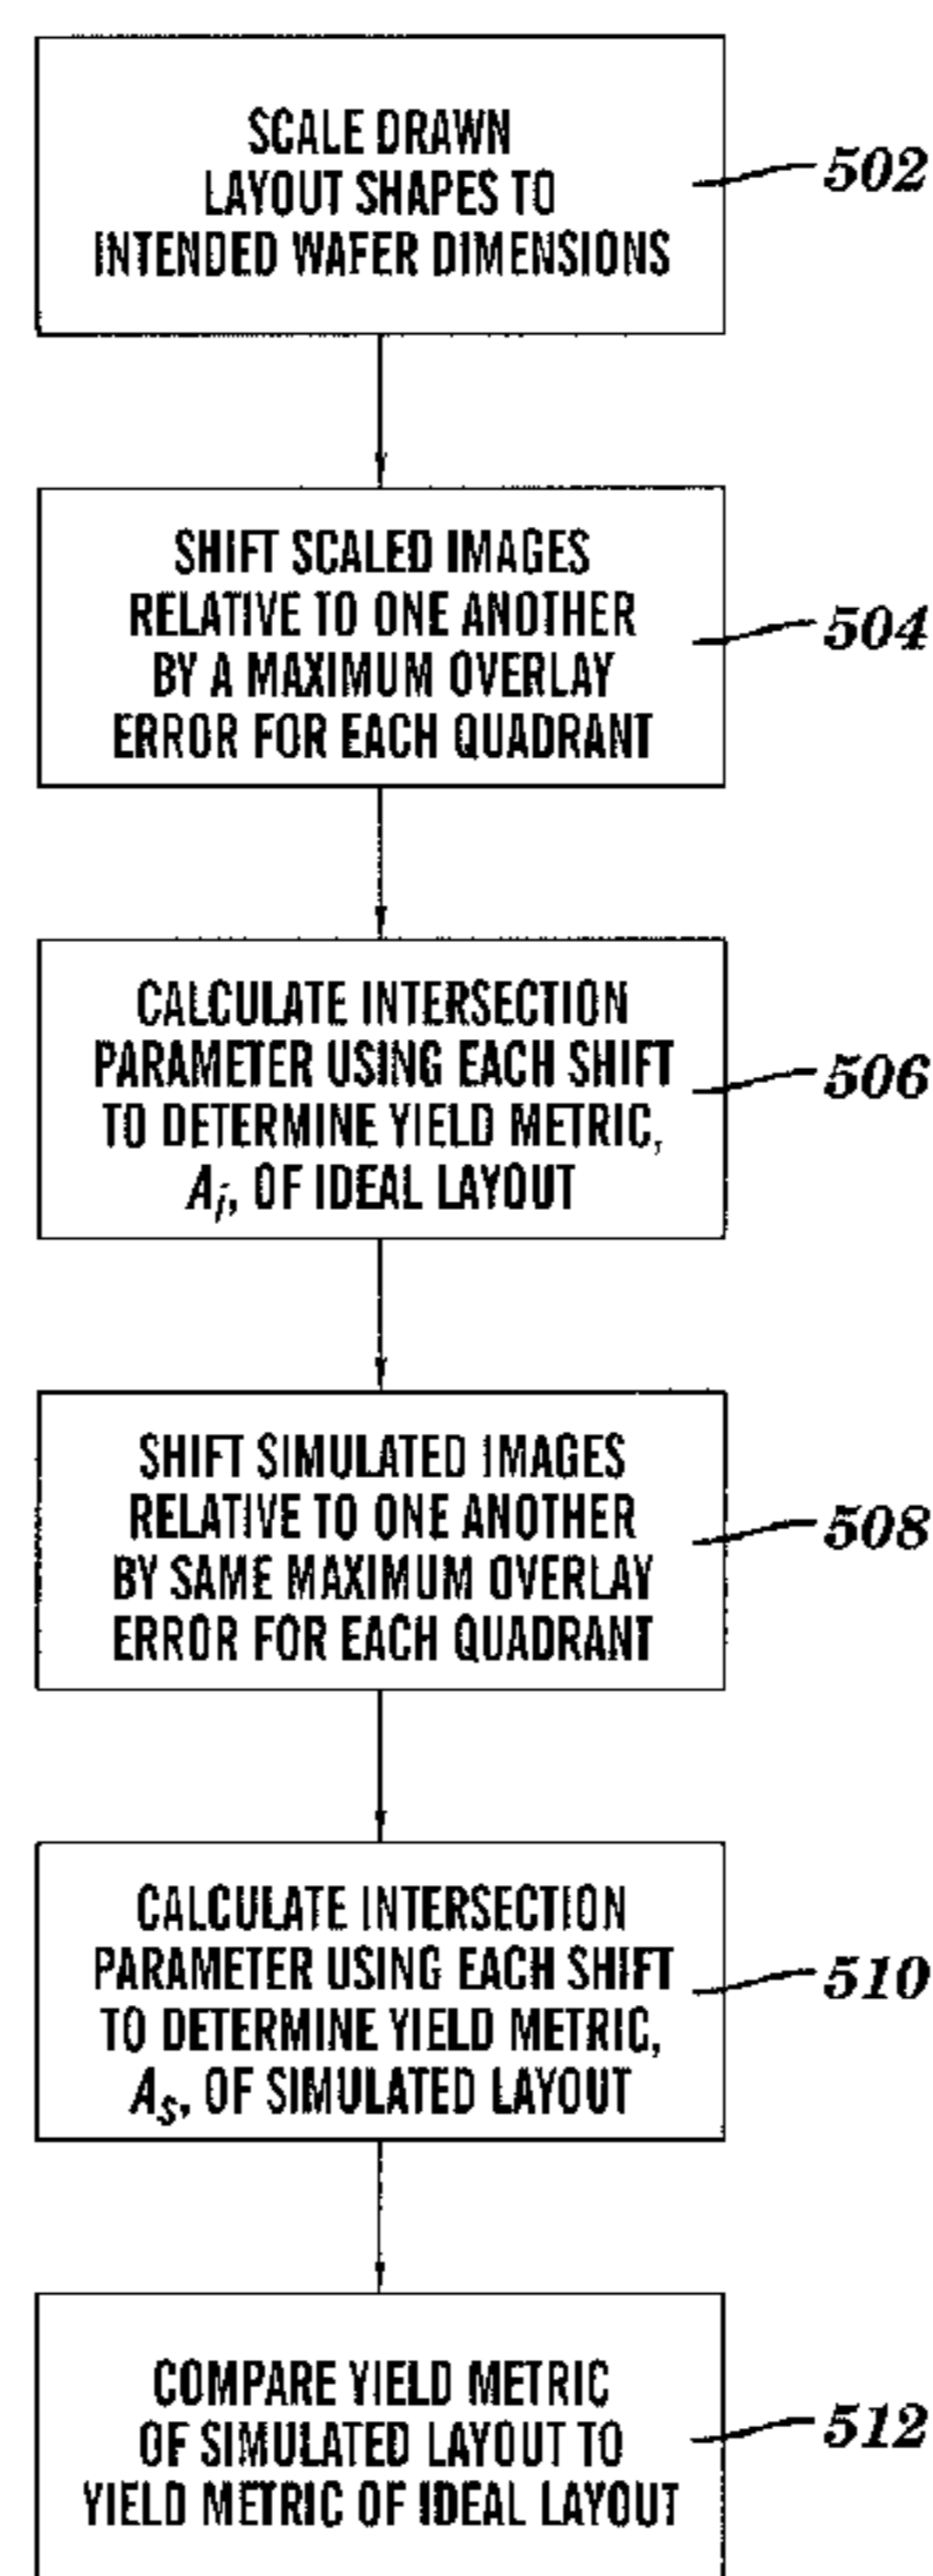 SCALE DRAWN
LAYOUT SHAPES TO
INTENDED WAFER DIMENSIONS
502
SHIFT SCALED IMAGES
RELATIVE TO ONE ANOTHER
BY A MAXIMUM OVERLAY
ERROR FOR EACH QUADRANT
504
CALCULATE INTERSECTION
PARAMETER USING EACH SHIFT
TO DETERMINE YIELD METRIC,
Ai, OF IDEAL LAYOUT
506
SHIFT SIMULATED IMAGES
RELATIVE TO ONE ANOTHER
BY SAME MAXIMUM OVERLAY
ERROR FOR EACH QUADRANT
508
CALCULATE INTERSECTION
PARAMETER USING EACH SHIFT
TO DETERMINE YIELD METRIC,
As, OF SIMULATED LAYOUT
510
COMPARE YIELD METRIC
OF SIMULATED LAYOUT TO
YIELD METRIC OF IDEAL LAYOUT
512